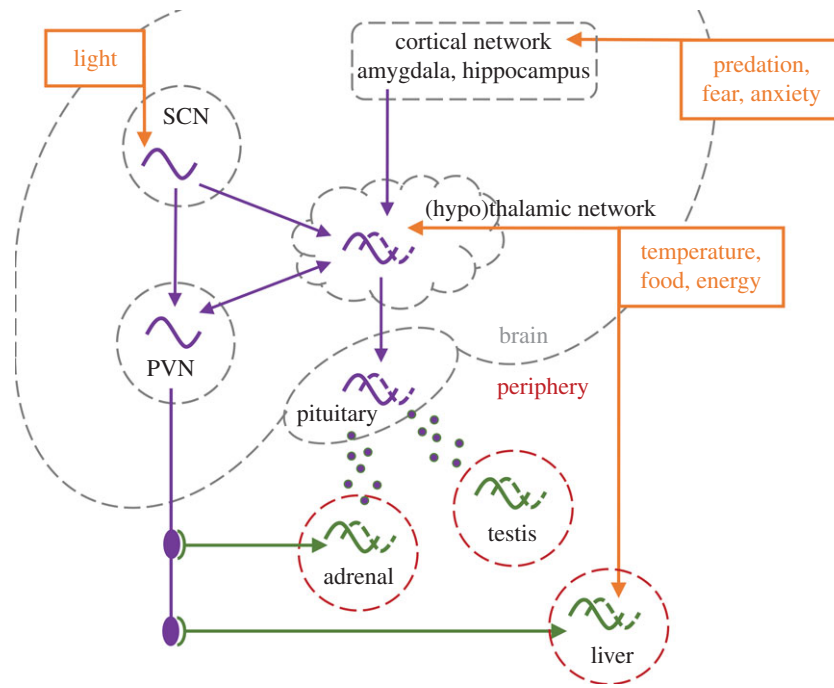 light
cortical network
amygdala, hippocampus
predation,
fear, anxiety
SCN
(hypo)thalamic network
temperature,
food, energy
PVN
brain
periphery
pituitary
testis
adrenal
liver